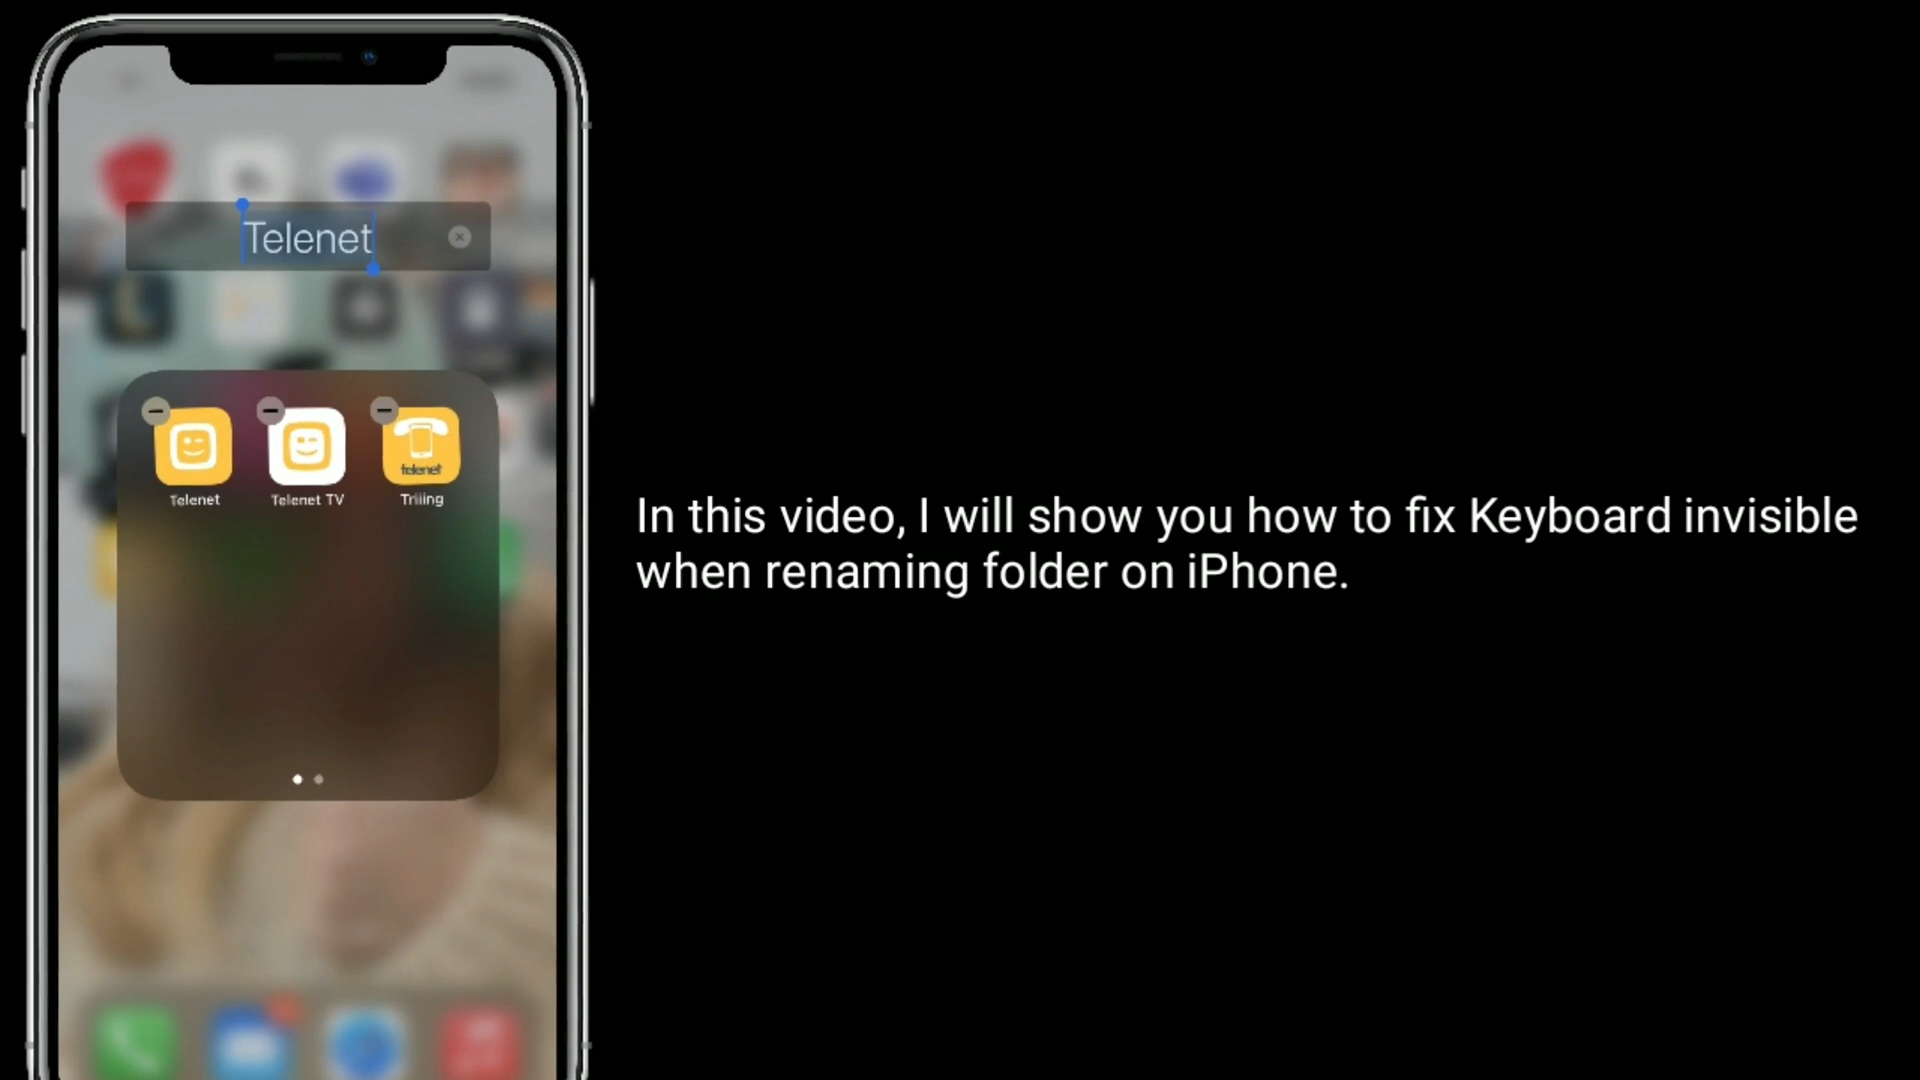 Telenet
telenet
Telenet
Telenet TV
Triiing
In this video, I will show you how to fix Keyboard invisible
when renaming folder on iPhone.